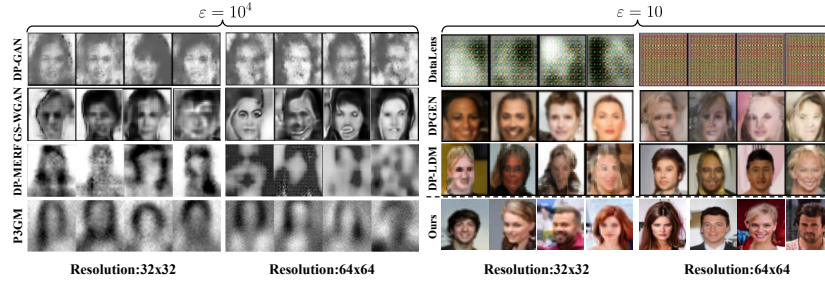 ε = 10⁴
DP-GAN
GS-WGAN
DP-MERF
P3GM
Resolution:32x32
Resolution:64x64
ε = 10
DataLens
DPGEN
DP-LDM
Ours
Resolution:32x32
Resolution:64x64